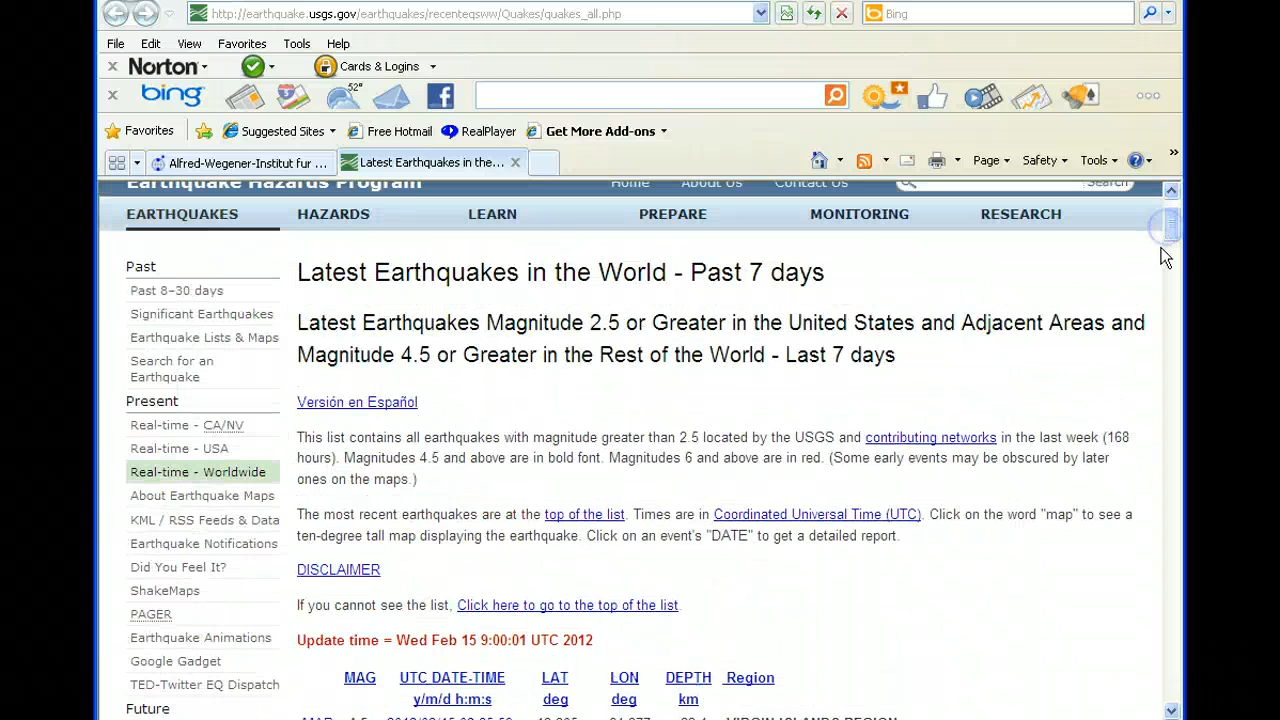 http://earthquake.usgs.gov/earthquakes/recenteqsww/Quakes/quakes_all.php
Bing
File Edit View Favorites Tools Help
Norton Cards & Logins
bing 52°
Favorites Suggested Sites Free Hotmail RealPlayer Get More Add-ons
Alfred-Wegener-Institut fur ... Latest Earthquakes in the... Page Safety Tools
Earthquake Hazards Program Home About Us Contact Us Search
EARTHQUAKES HAZARDS LEARN PREPARE MONITORING RESEARCH
Past
Past 8–30 days
Significant Earthquakes
Earthquake Lists & Maps
Search for an
Earthquake
Present
Real-time - CA/NV
Real-time - USA
Real-time - Worldwide
About Earthquake Maps
KML / RSS Feeds & Data
Earthquake Notifications
Did You Feel It?
ShakeMaps
PAGER
Earthquake Animations
Google Gadget
TED-Twitter EQ Dispatch
Future
Latest Earthquakes in the World - Past 7 days
Latest Earthquakes Magnitude 2.5 or Greater in the United States and Adjacent Areas and
Magnitude 4.5 or Greater in the Rest of the World - Last 7 days
Versión en Español
This list contains all earthquakes with magnitude greater than 2.5 located by the USGS and contributing networks in the last week (168
hours). Magnitudes 4.5 and above are in bold font. Magnitudes 6 and above are in red. (Some early events may be obscured by later
ones on the maps.)
The most recent earthquakes are at the top of the list. Times are in Coordinated Universal Time (UTC). Click on the word "map" to see a
ten-degree tall map displaying the earthquake. Click on an event's "DATE" to get a detailed report.
DISCLAIMER
If you cannot see the list, Click here to go to the top of the list.
Update time = Wed Feb 15 9:00:01 UTC 2012
MAG UTC DATE-TIME LAT LON DEPTH Region
y/m/d h:m:s deg deg km
VIRGIN ISLANDS REGION